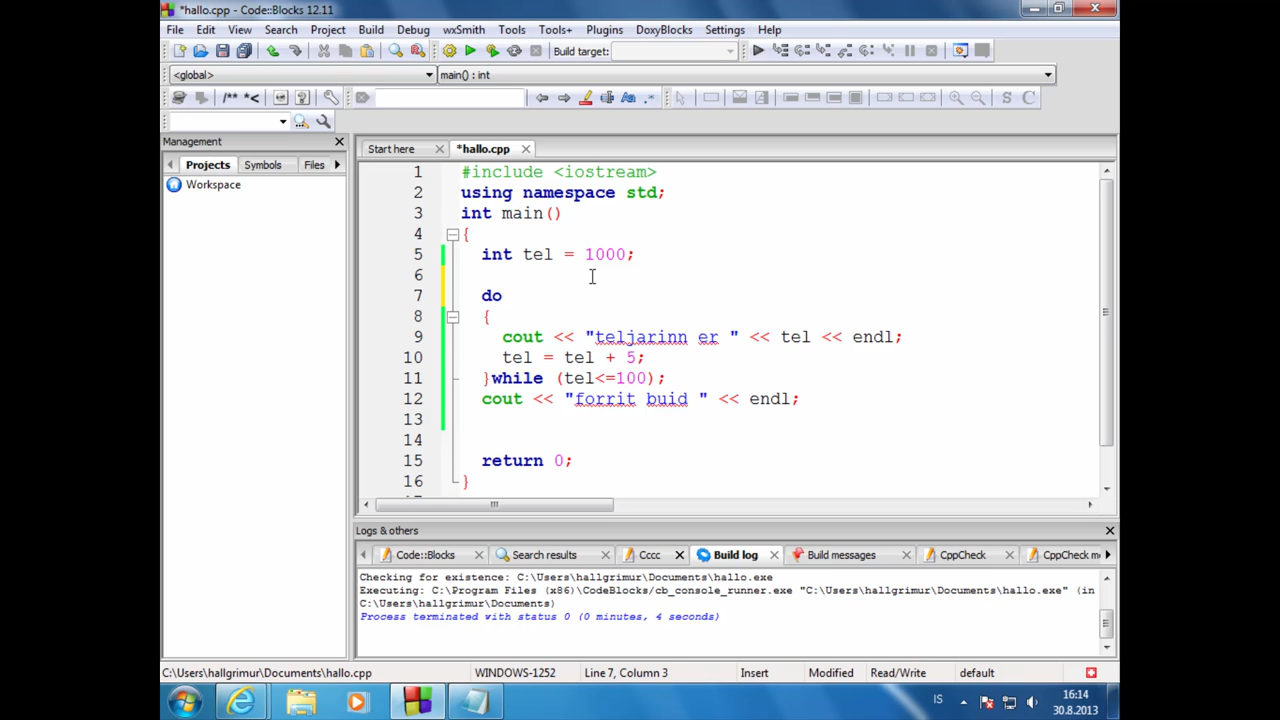 *hallo.cpp - Code::Blocks 12.11
File Edit View Search Project Build Debug wxSmith Tools Tools+ Plugins DoxyBlocks Settings Help
Build target:
<global> main() : int
/** *<
Aa .*
S C
Management
Projects Symbols Files
Workspace
Start here *hallo.cpp
1 #include <iostream>
2 using namespace std;
3 int main()
4 {
5 int tel = 1000;
6
7 do
8 {
9 cout << "teljarinn er " << tel << endl;
10 tel = tel + 5;
11 }while (tel<=100);
12 cout << "forrit buid " << endl;
13
14
15 return 0;
16 }
Logs & others
Code::Blocks Search results Cccc Build log Build messages CppCheck CppCheck me
Checking for existence: C:\Users\hallgrimur\Documents\hallo.exe
Executing: C:\Program Files (x86)\CodeBlocks/cb_console_runner.exe "C:\Users\hallgrimur\Documents\hallo.exe" (in
C:\Users\hallgrimur\Documents)
Process terminated with status 0 (0 minutes, 4 seconds)
C:\Users\hallgrimur\Documents\hallo.cpp WINDOWS-1252 Line 7, Column 3 Insert Modified Read/Write default
IS 16:14
30.8.2013